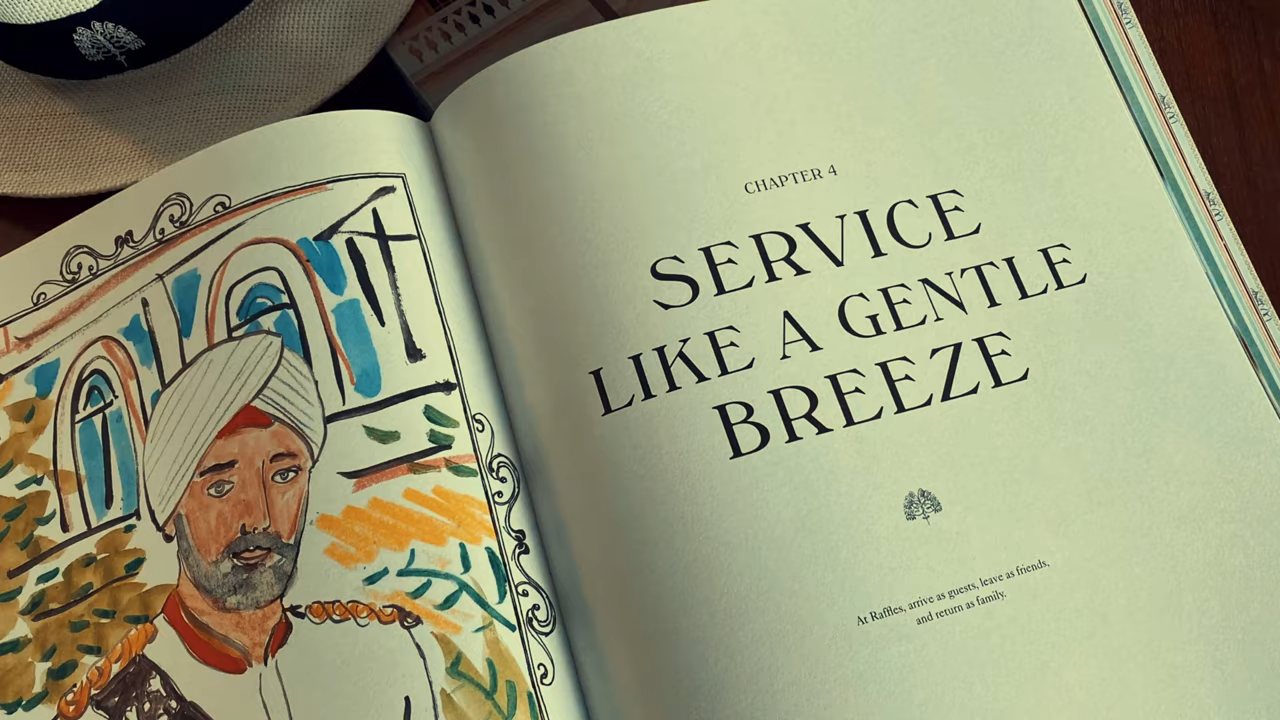 CHAPTER 4
SERVICE
LIKE A GENTLE
BREEZE
At Raffles, arrive as guests, leave as friends,
and return as family.